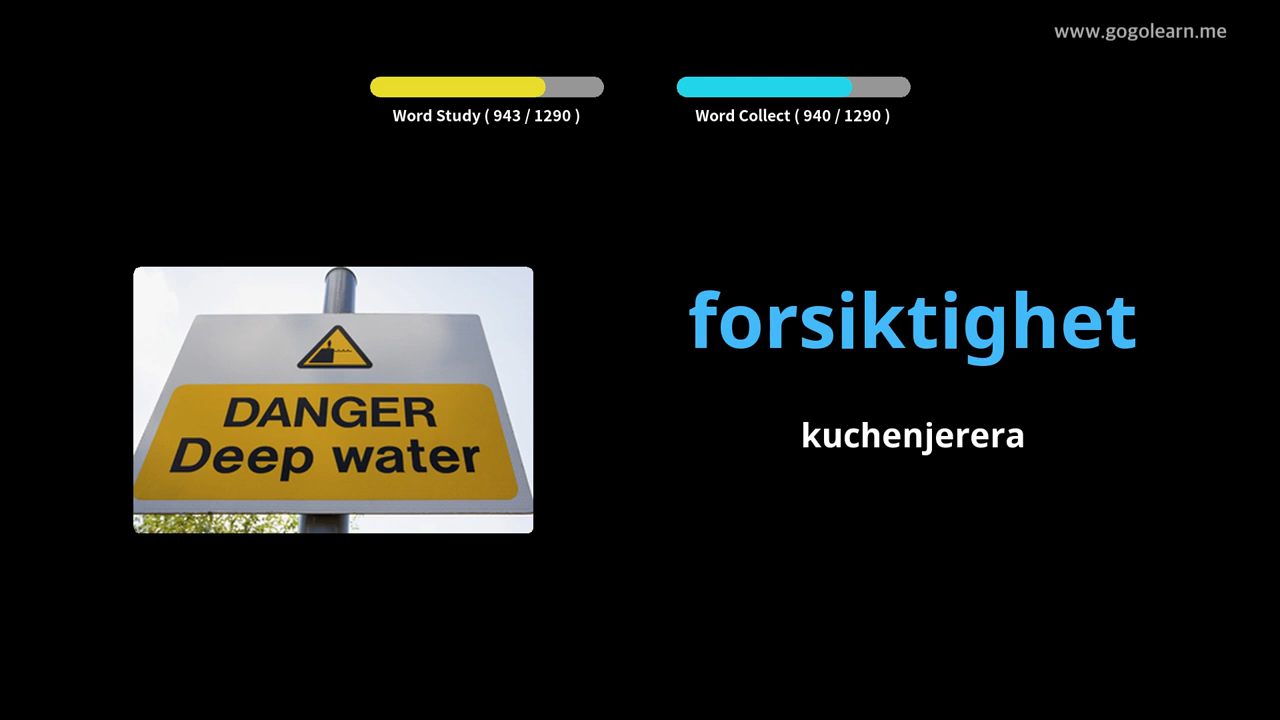 www.gogolearn.me
Word Study ( 943 / 1290 )
Word Collect ( 940 / 1290 )
DANGER
Deep water
forsiktighet
kuchenjerera